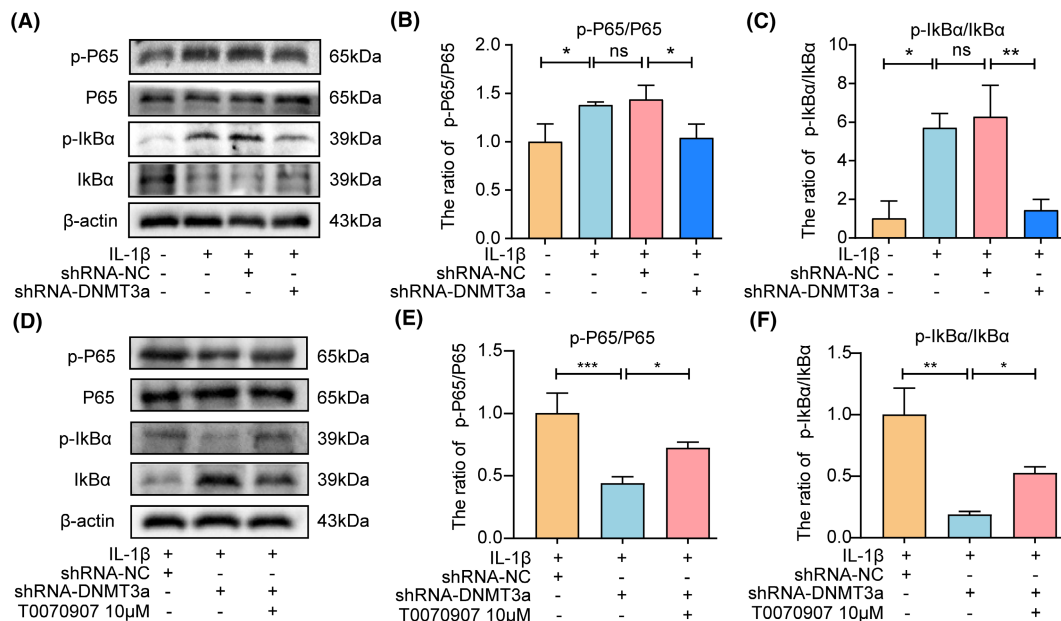 (A)
p-P65 65kDa
P65 65kDa
p-IkBα 39kDa
IkBα 39kDa
β-actin 43kDa
IL-1β - + + +
shRNA-NC - - + -
shRNA-DNMT3a - - - +
(B)
p-P65/P65
The ratio of p-P65/P65
2.0
1.5
1.0
0.5
0.0
* ns *
IL-1β - + + +
shRNA-NC - - + -
shRNA-DNMT3a - - - +
(C)
p-IkBα/IkBα
The ratio of p-IkBα/IkBα
10
8
6
4
2
0
* ns **
IL-1β - + + +
shRNA-NC - - + -
shRNA-DNMT3a - - - +
(D)
p-P65 65kDa
P65 65kDa
p-IkBα 39kDa
IkBα 39kDa
β-actin 43kDa
IL-1β + + +
shRNA-NC + - -
shRNA-DNMT3a - + +
T0070907 10μM - - +
(E)
p-P65/P65
The ratio of p-P65/P65
1.5
1.0
0.5
0.0
*** *
IL-1β + + +
shRNA-NC + - -
shRNA-DNMT3a - + +
T0070907 10μM - - +
(F)
p-IkBα/IkBα
The ratio of p-IkBα/IkBα
1.5
1.0
0.5
0.0
** *
IL-1β + + +
shRNA-NC + - -
shRNA-DNMT3a - + +
T0070907 10μM - - +